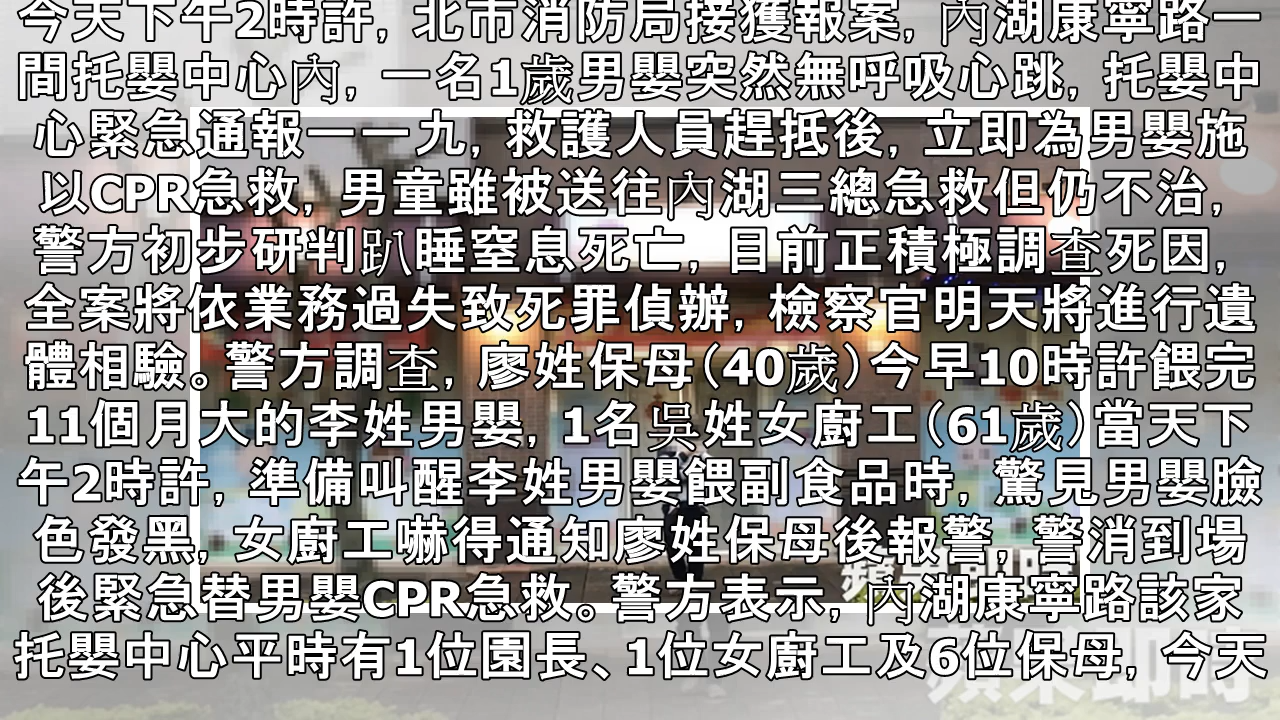 今天下午2時許, 北市消防局接獲報案, 內湖康寧路一
間托嬰中心內, 一名1歲男嬰突然無呼吸心跳, 托嬰中
心緊急通報一一九, 救護人員趕抵後, 立即為男嬰施
以CPR急救, 男童雖被送往內湖三總急救但仍不治,
警方初步研判趴睡窒息死亡, 目前正積極調查死因,
全案將依業務過失致死罪偵辦, 檢察官明天將進行遺
體相驗。警方調查, 廖姓保母(40歲)今早10時許餵完
11個月大的李姓男嬰, 1名吳姓女廚工(61歲)當天下
午2時許, 準備叫醒李姓男嬰餵副食品時, 驚見男嬰臉
色發黑, 女廚工嚇得通知廖姓保母後報警, 警消到場
後緊急替男嬰CPR急救。警方表示, 內湖康寧路該家
托嬰中心平時有1位園長、1位女廚工及6位保母, 今天
蘋果即時
蘋果即時